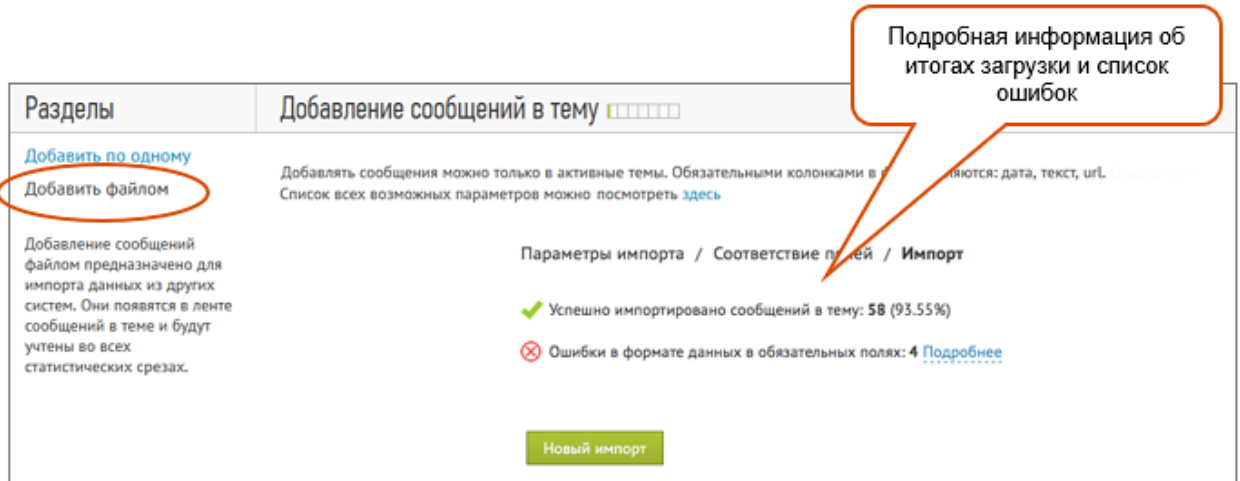 Подробная информация об
итогах загрузки и список
ошибок
Разделы
Добавление сообщений в тему
Добавить по одному
Добавить файлом
Добавление сообщений
файлом предназначено для
импорта данных из других
систем. Они появятся в ленте
сообщений в теме и будут
учтены во всех
статистических срезах.
Добавлять сообщения можно только в активные темы. Обязательными колонками в дата, текст, url.
Список всех возможных параметров можно посмотреть здесь
Параметры импорта / Соответствие полей / Импорт
Успешно импортировано сообщений в тему: 58 (93.55%)
Ошибки в формате данных в обязательных полях: 4 Подробнее
Новый импорт